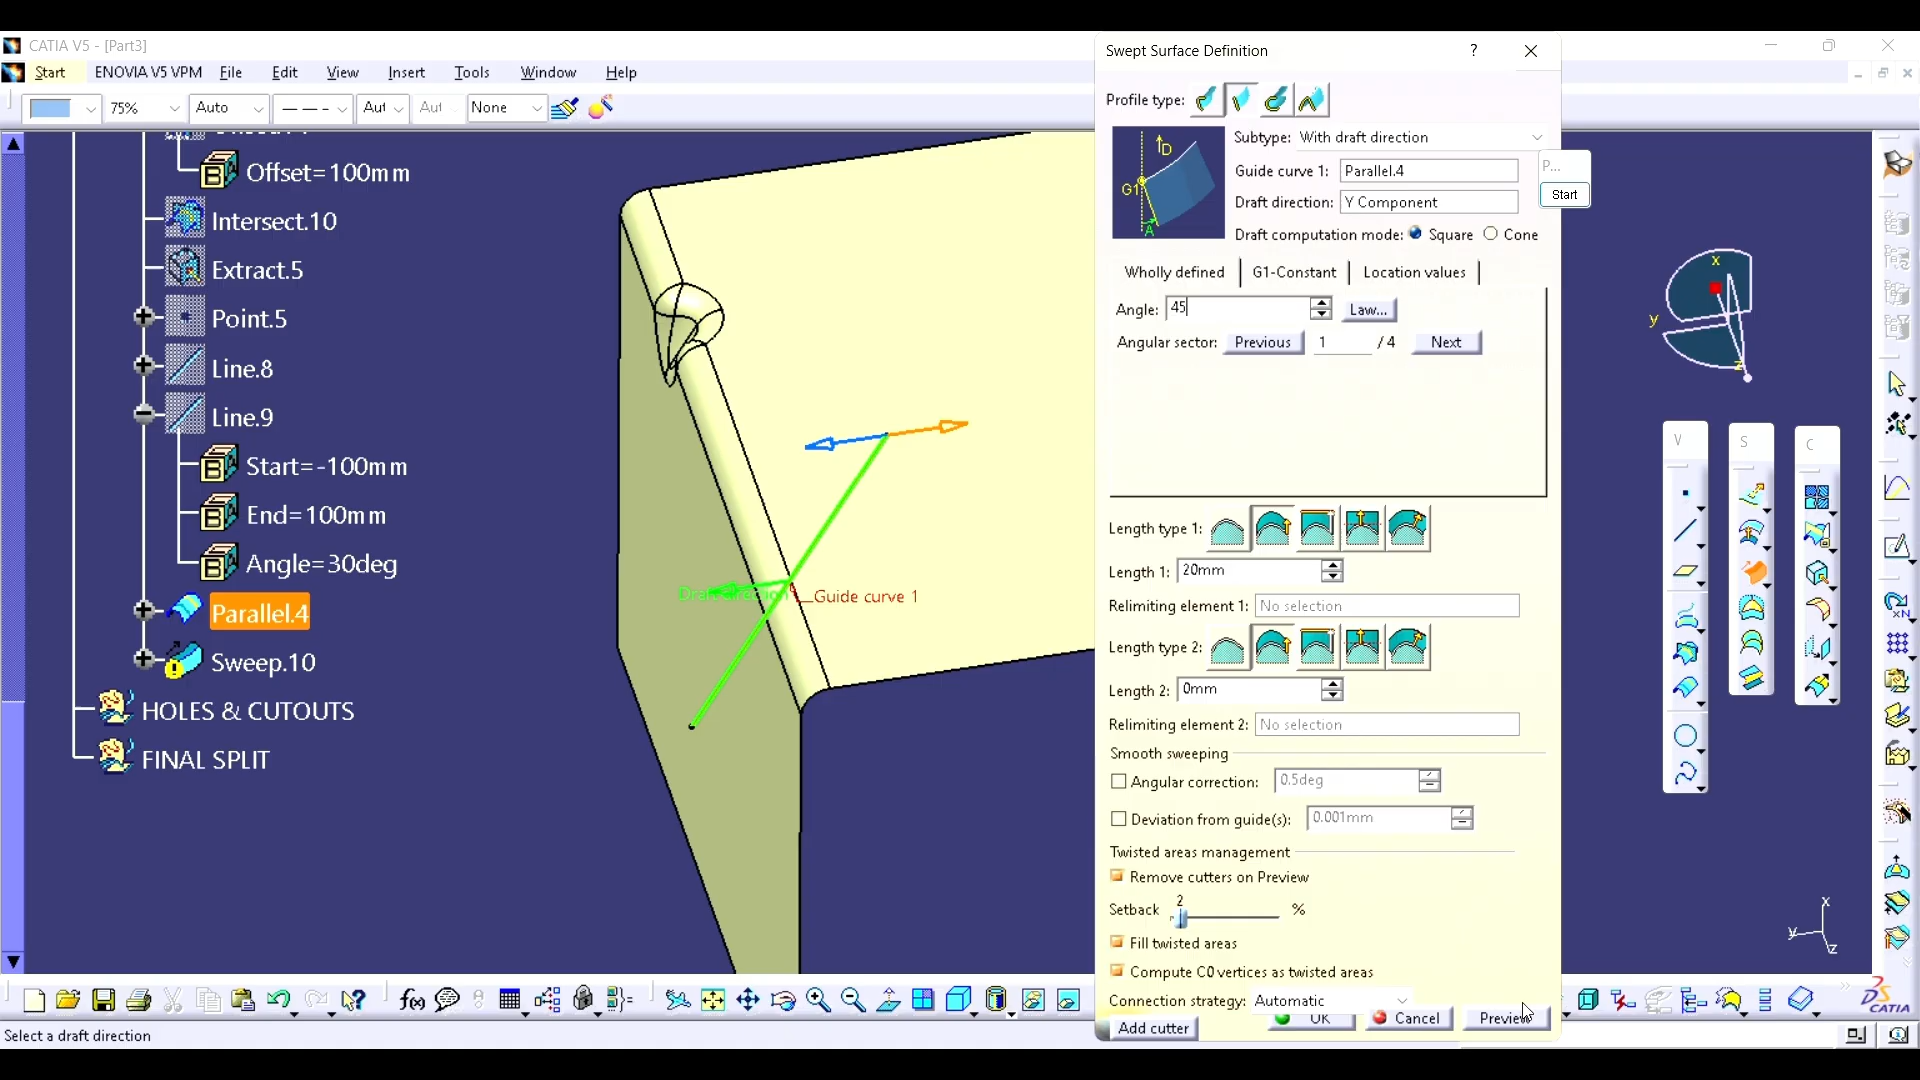 CATIA V5 - [Part3]
Start ENOVIA V5 VPM File Edit View Insert Tools Window Help
75% Auto Aut Aut None
Offset=100mm
Intersect.10
Extract.5
Point.5
Line.8
Line.9
Start=-100mm
End=100mm
Angle=30deg
Parallel.4
Sweep.10
HOLES & CUTOUTS
FINAL SPLIT
Draft direction
Guide curve 1
Swept Surface Definition ?
Profile type:
D
G1
A
Subtype: With draft direction
Guide curve 1: Parallel.4
Draft direction: Y Component
Draft computation mode: Square Cone
P...
Start
Wholly defined G1-Constant Location values
Angle: 45 Law...
Angular sector: Previous 1 / 4 Next
Length type 1:
Length 1: 20mm
Relimiting element 1: No selection
Length type 2:
Length 2: 0mm
Relimiting element 2: No selection
Smooth sweeping
Angular correction: 0.5deg
Deviation from guide(s): 0.001mm
Twisted areas management
Remove cutters on Preview
2
Setback %
Fill twisted areas
Compute C0 vertices as twisted areas
Connection strategy: Automatic
Add cutter OK Cancel Preview
x
y
z
V S C
x
y
z
f(x)
CATIA
Select a draft direction